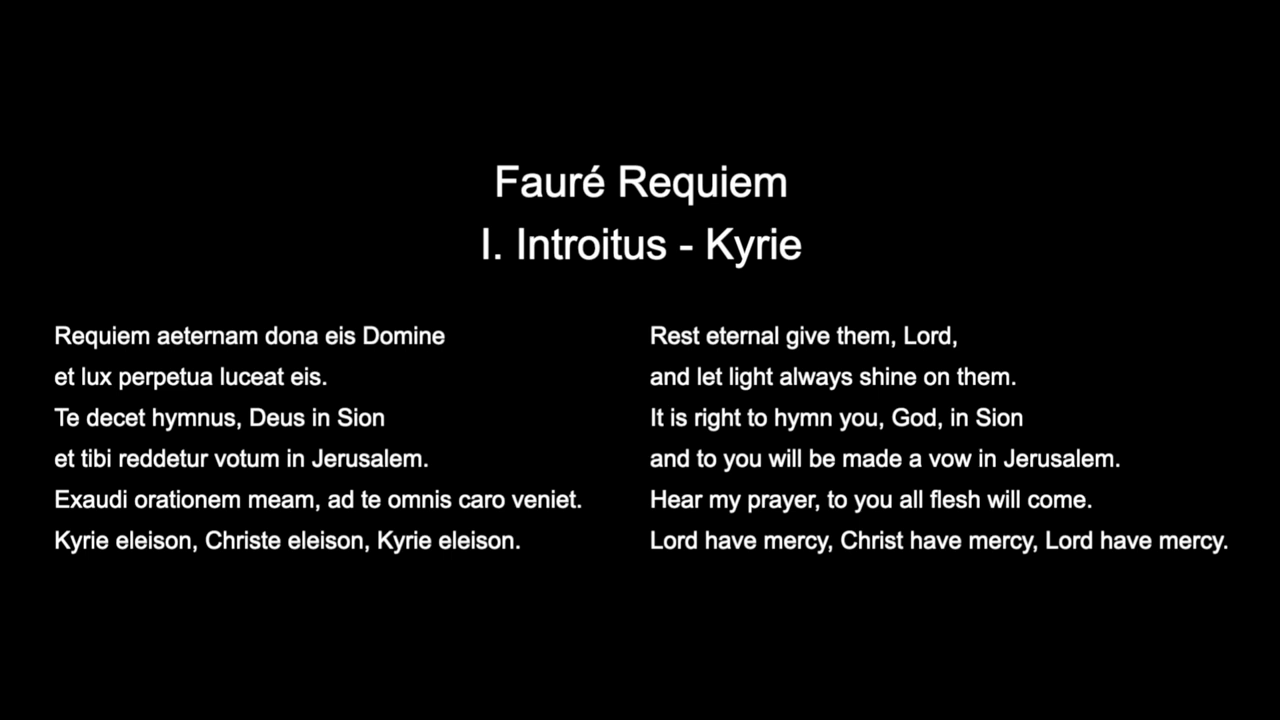 Fauré Requiem
I. Introitus - Kyrie
Requiem aeternam dona eis Domine
et lux perpetua luceat eis.
Te decet hymnus, Deus in Sion
et tibi reddetur votum in Jerusalem.
Exaudi orationem meam, ad te omnis caro veniet.
Kyrie eleison, Christe eleison, Kyrie eleison.
Rest eternal give them, Lord,
and let light always shine on them.
It is right to hymn you, God, in Sion
and to you will be made a vow in Jerusalem.
Hear my prayer, to you all flesh will come.
Lord have mercy, Christ have mercy, Lord have mercy.